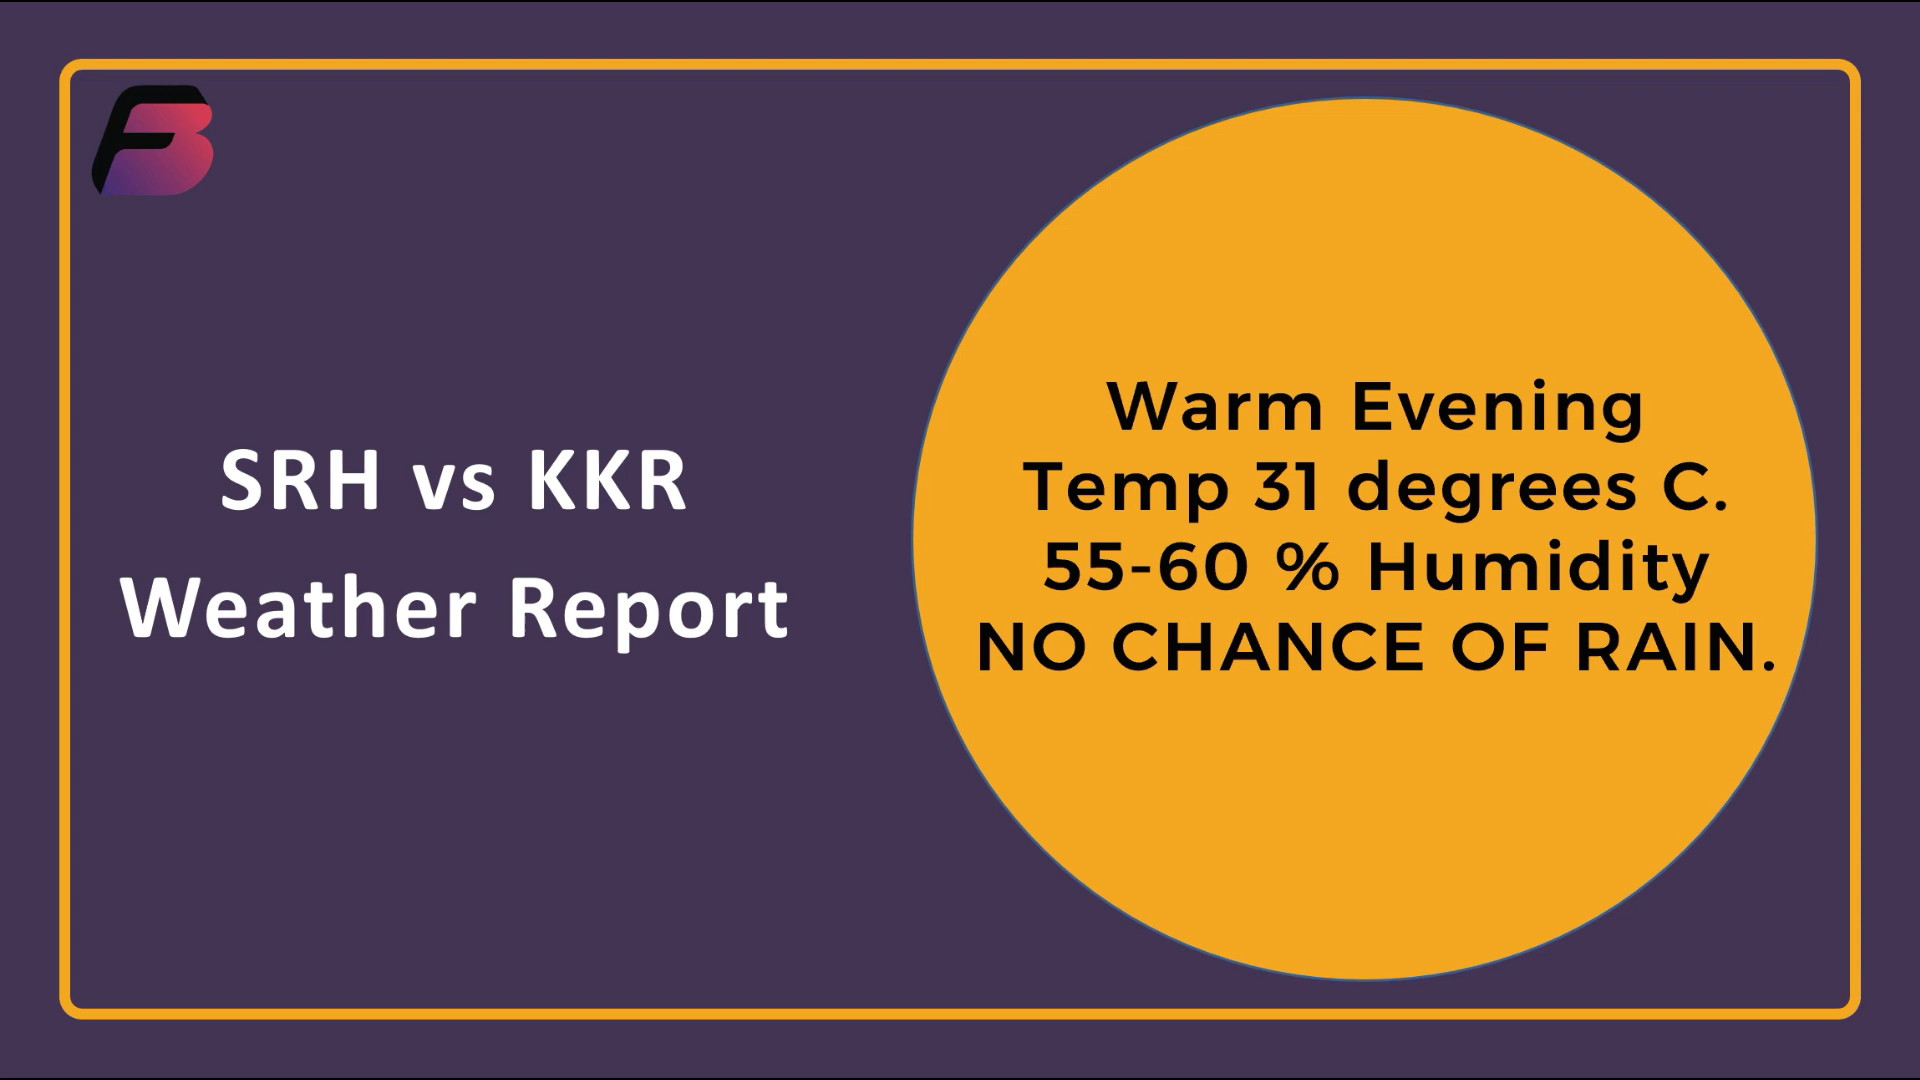 SRH vs KKR
Weather Report
Warm Evening
Temp 31 degrees C.
55-60 % Humidity
NO CHANCE OF RAIN.